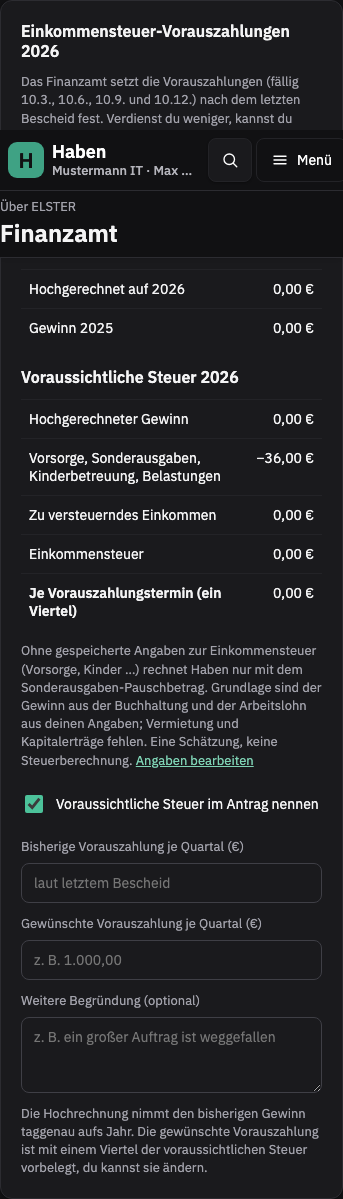 Einkommensteuer-Vorauszahlungen
2026
Das Finanzamt setzt die Vorauszahlungen (fällig
10.3., 10.6., 10.9. und 10.12.) nach dem letzten
Bescheid fest. Verdienst du weniger, kannst du
H
Haben
Mustermann IT · Max ...
Menü
Über ELSTER
Finanzamt
Hochgerechnet auf 2026 0,00 €
Gewinn 2025 0,00 €
Voraussichtliche Steuer 2026
Hochgerechneter Gewinn 0,00 €
Vorsorge, Sonderausgaben, −36,00 €
Kinderbetreuung, Belastungen
Zu versteuerndes Einkommen 0,00 €
Einkommensteuer 0,00 €
Je Vorauszahlungstermin (ein 0,00 €
Viertel)
Ohne gespeicherte Angaben zur Einkommensteuer
(Vorsorge, Kinder ...) rechnet Haben nur mit dem
Sonderausgaben-Pauschbetrag. Grundlage sind der
Gewinn aus der Buchhaltung und der Arbeitslohn
aus deinen Angaben; Vermietung und
Kapitalerträge fehlen. Eine Schätzung, keine
Steuerberechnung. Angaben bearbeiten
Voraussichtliche Steuer im Antrag nennen
Bisherige Vorauszahlung je Quartal (€)
laut letztem Bescheid
Gewünschte Vorauszahlung je Quartal (€)
z. B. 1.000,00
Weitere Begründung (optional)
z. B. ein großer Auftrag ist weggefallen
Die Hochrechnung nimmt den bisherigen Gewinn
taggenau aufs Jahr. Die gewünschte Vorauszahlung
ist mit einem Viertel der voraussichtlichen Steuer
vorbelegt, du kannst sie ändern.